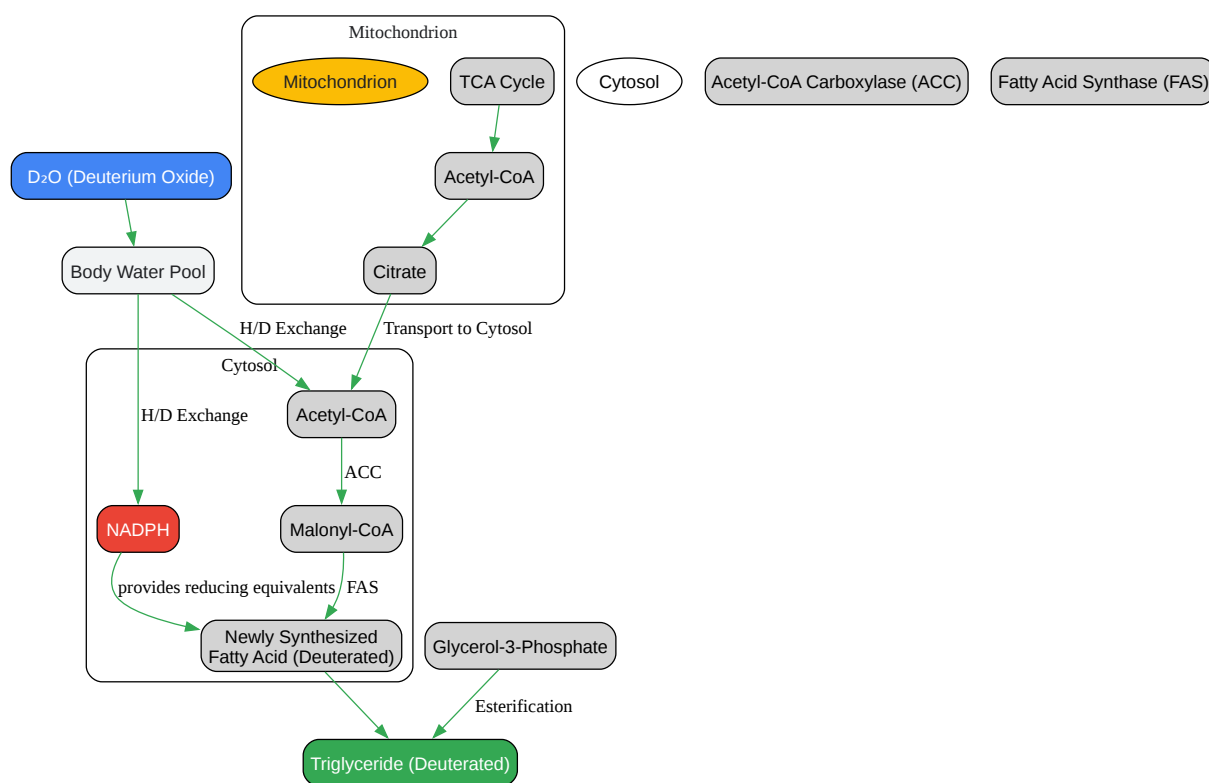 Mitochondrion
Mitochondrion
TCA Cycle
Cytosol
Acetyl-CoA Carboxylase (ACC)
Fatty Acid Synthase (FAS)
D₂O (Deuterium Oxide)
Acetyl-CoA
Body Water Pool
Citrate
H/D Exchange
Transport to Cytosol
Cytosol
Acetyl-CoA
H/D Exchange
ACC
NADPH
Malonyl-CoA
provides reducing equivalents
FAS
Newly Synthesized
Fatty Acid (Deuterated)
Glycerol-3-Phosphate
Esterification
Triglyceride (Deuterated)